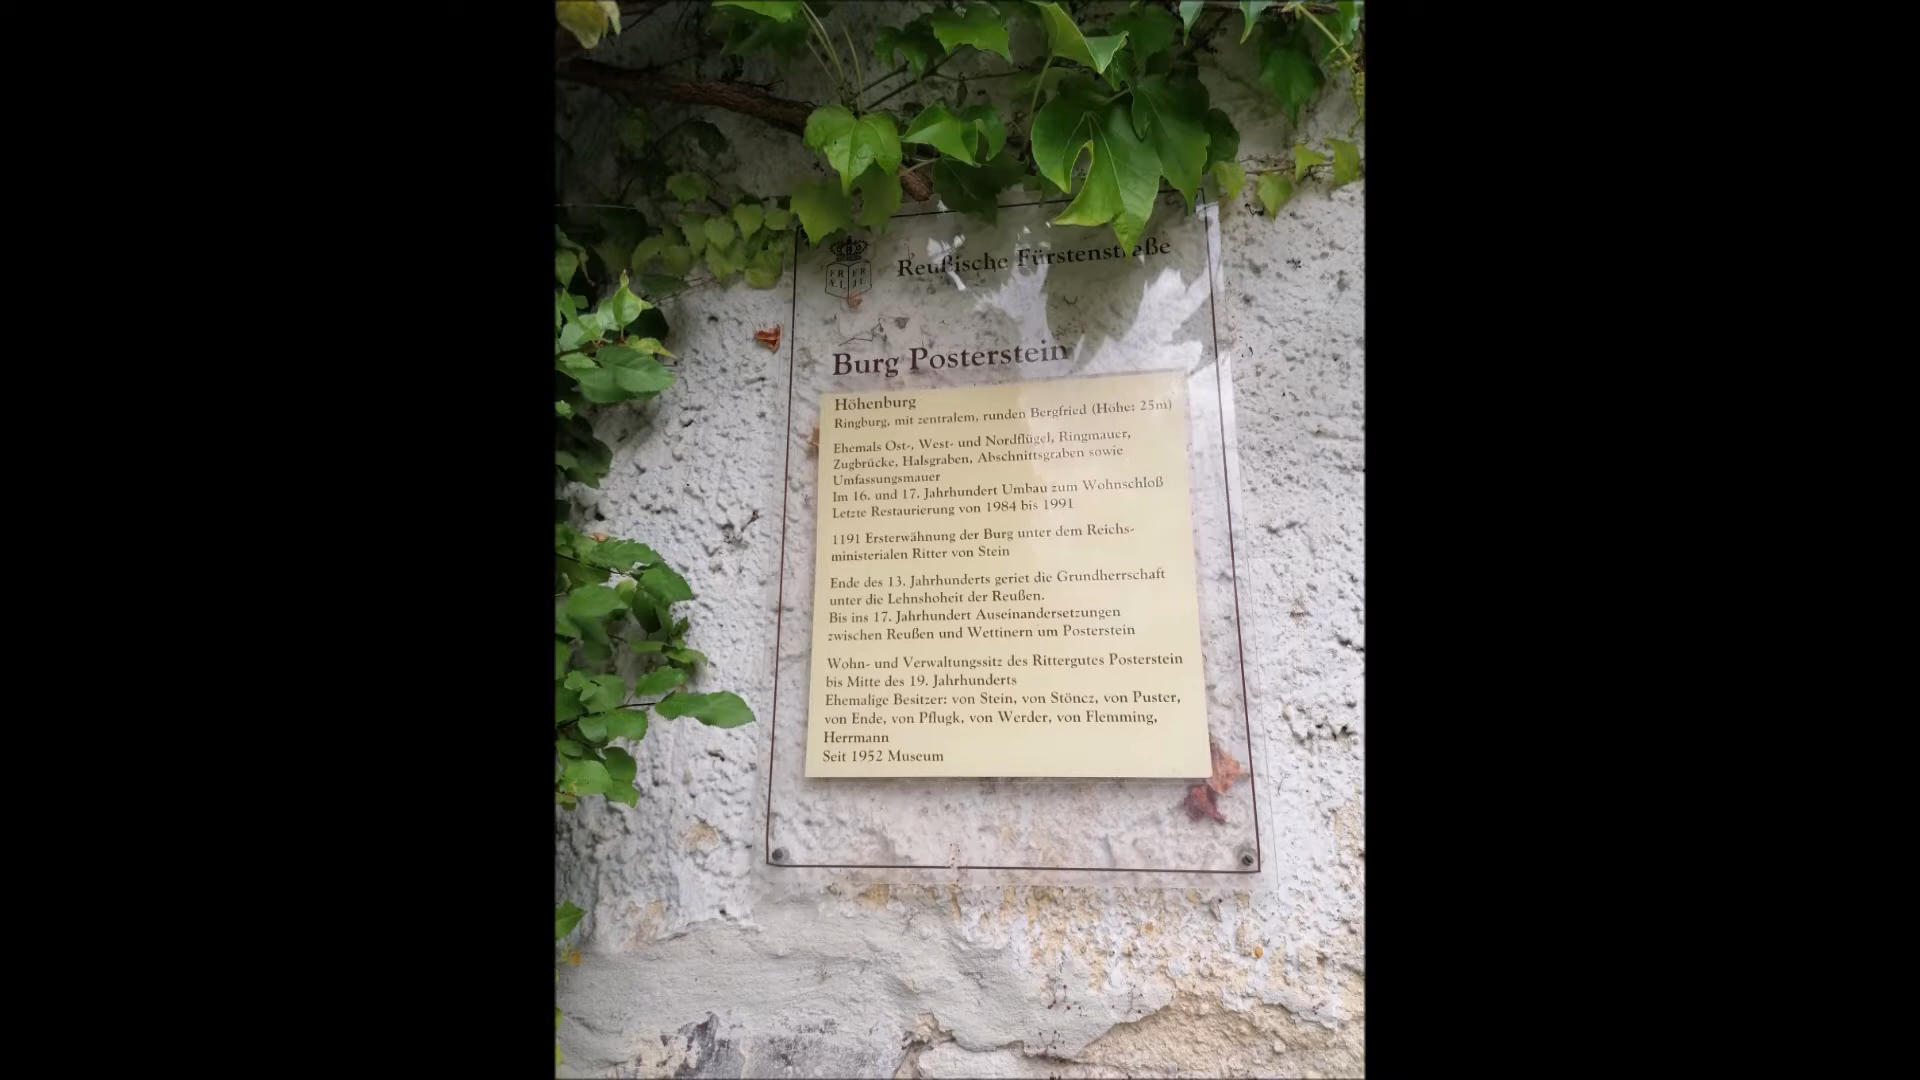 Reußische Fürstenstraße
Burg Posterstein
Höhenburg
Ringburg, mit zentralem, runden Bergfried (Höhe: 25m)
Ehemals Ost-, West- und Nordflügel, Ringmauer,
Zugbrücke, Halsgraben, Abschnittsgraben sowie
Umfassungsmauer
Im 16. und 17. Jahrhundert Umbau zum Wohnschloß
Letzte Restaurierung von 1984 bis 1991
1191 Ersterwähnung der Burg unter dem Reichs-
ministerialen Ritter von Stein
Ende des 13. Jahrhunderts geriet die Grundherrschaft
unter die Lehnshoheit der Reußen.
Bis ins 17. Jahrhundert Auseinandersetzungen
zwischen Reußen und Wettinern um Posterstein
Wohn- und Verwaltungssitz des Rittergutes Posterstein
bis Mitte des 19. Jahrhunderts
Ehemalige Besitzer: von Stein, von Stöncz, von Puster,
von Ende, von Pflugk, von Werder, von Flemming,
Herrmann
Seit 1952 Museum